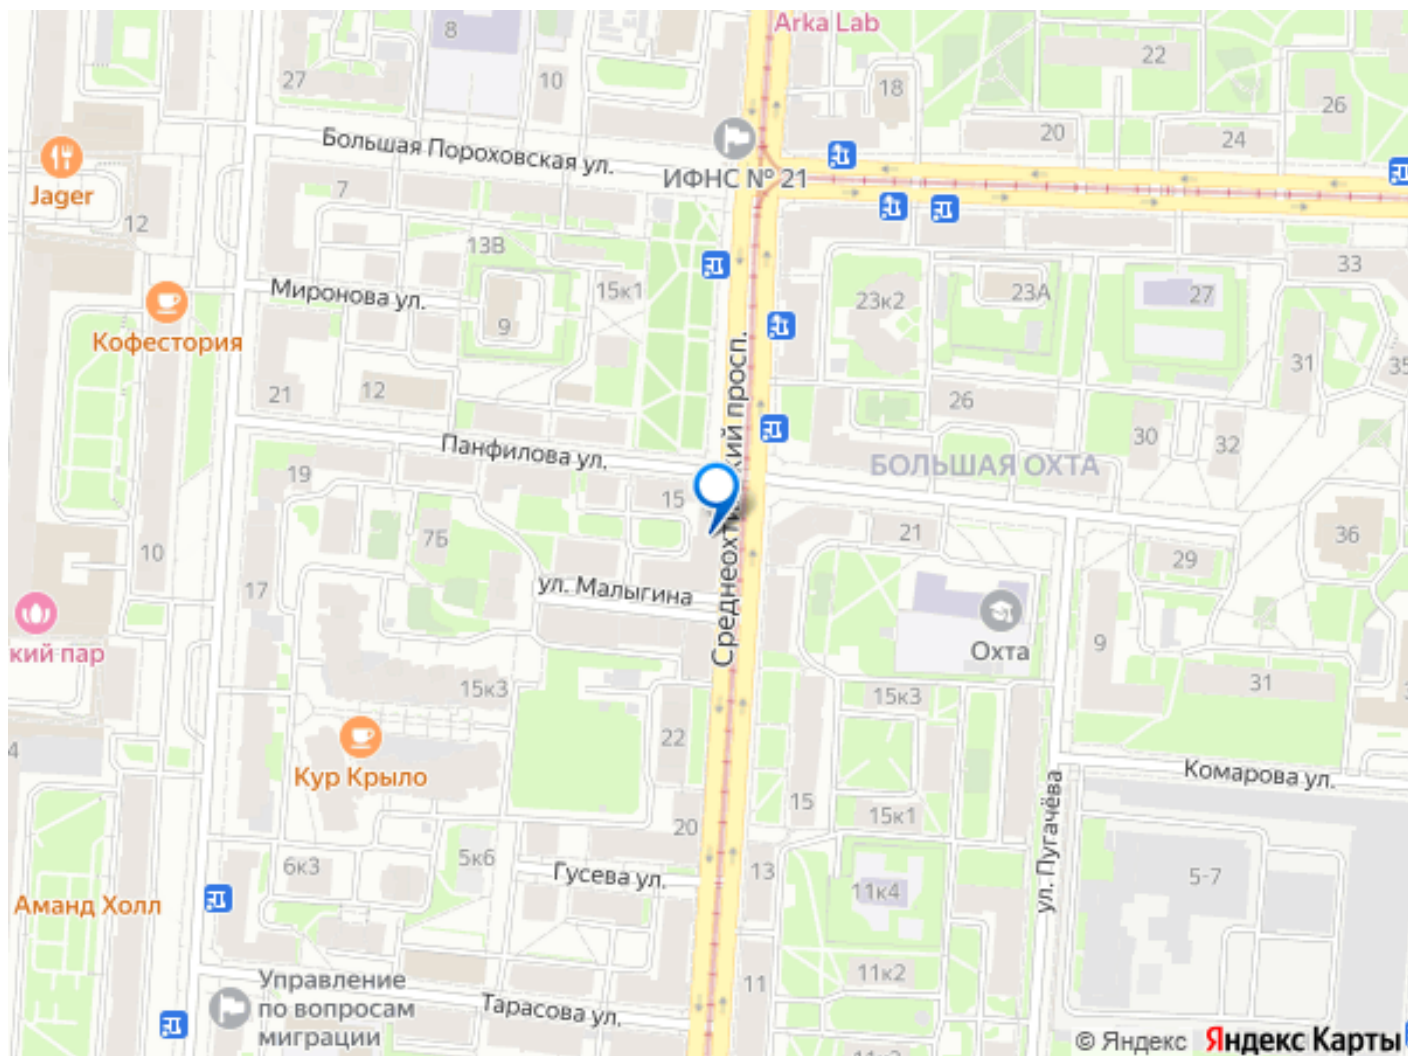 Arka Lab
8
22
27
10
18
26
20
24
Большая Пороховская ул.
Jager
7
ИФНС № 21
12
13В
33
Миронова ул.
15к1
23к2
23А
27
Кофестория
9
31
35
21
12
26
Среднеохтинский просп.
30
32
Панфилова ул.
БОЛЬШАЯ ОХТА
19
15
7Б
21
36
10
29
17
ул. Малыгина
кий пар
Охта
9
15к3
15к3
31
22
4
Кур Крыло
Комарова ул.
15
15к1
20
ул. Пугачёва
6к3
5к6
Гусева ул.
13
5-7
11к4
Аманд Холл
Управление
по вопросам
миграции
11к2
11
Тарасова ул.
© Яндекс Яндекс Карты